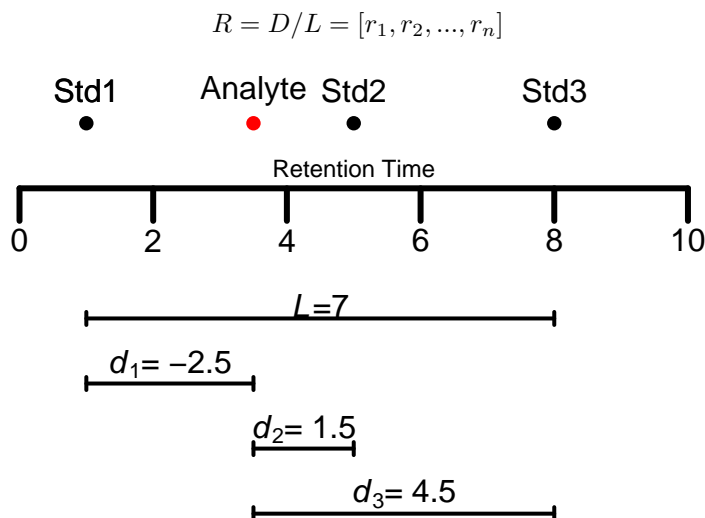 R = D/L = [r₁, r₂, ..., rₙ]
Std1 Analyte Std2 Std3
Retention Time
0 2 4 6 8 10
L=7
d₁= −2.5
d₂= 1.5
d₃= 4.5